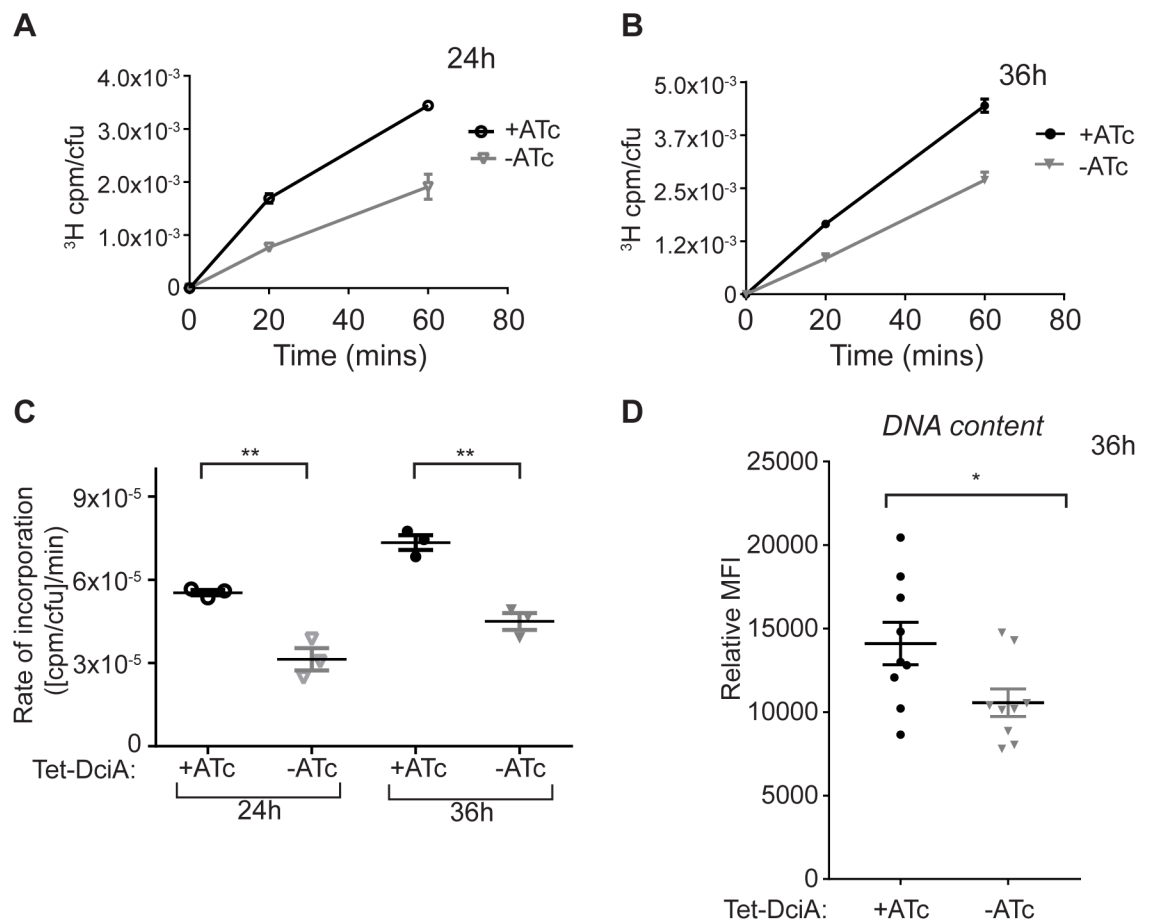 A
24h
4.0x10-3
3.0x10-3
2.0x10-3
1.0x10-3
0
3H cpm/cfu
+ATc
-ATc
0 20 40 60 80
Time (mins)
B
36h
5.0x10-3
3.7x10-3
2.5x10-3
1.2x10-3
0
3H cpm/cfu
+ATc
-ATc
0 20 40 60 80
Time (mins)
C
** **
9x10-5
6x10-5
3x10-5
0
Rate of incorporation
([cpm/cfu]/min)
Tet-DciA: +ATc -ATc +ATc -ATc
24h 36h
D
DNA content
36h
*
25000
20000
15000
10000
5000
0
Relative MFI
Tet-DciA: +ATc -ATc